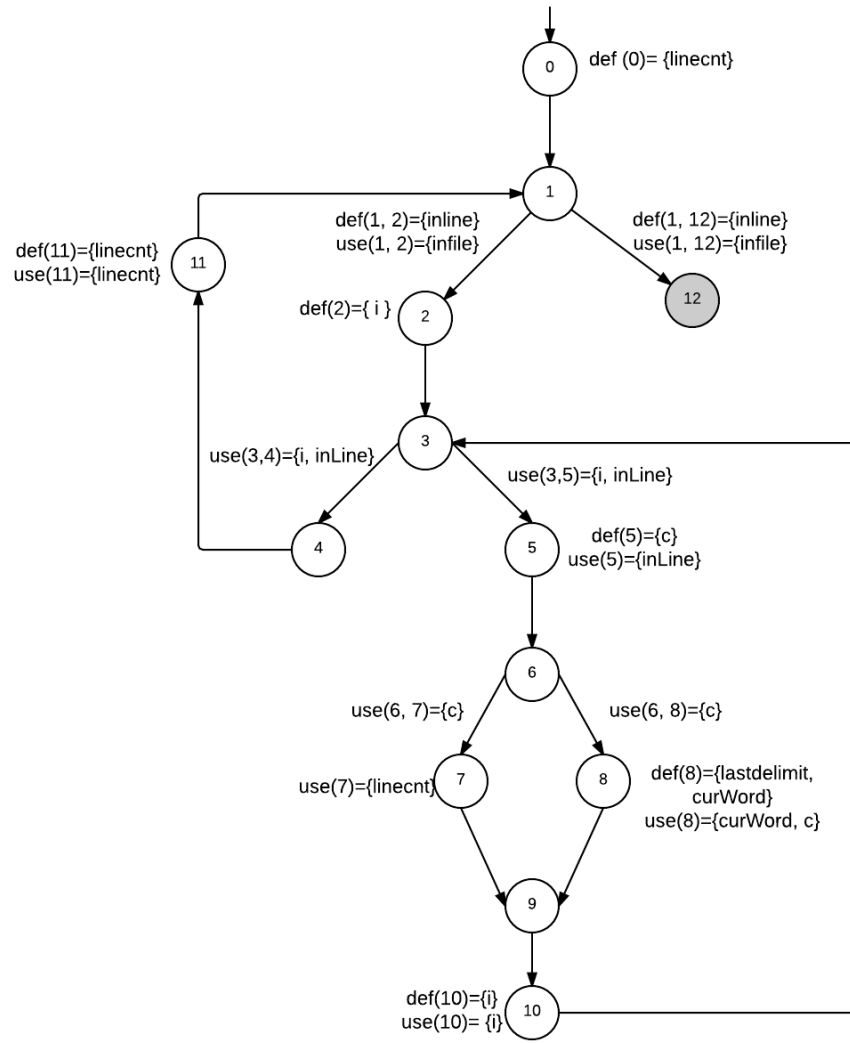 0
def (0)= {linecnt}
1
def(1, 2)={inline}
use(1, 2)={infile}
def(1, 12)={inline}
use(1, 12)={infile}
def(11)={linecnt}
use(11)={linecnt}
11
12
def(2)={ i }
2
3
use(3,4)={i, inLine}
use(3,5)={i, inLine}
4
5
def(5)={c}
use(5)={inLine}
6
use(6, 7)={c}
use(6, 8)={c}
use(7)={linecnt}
7
8
def(8)={lastdelimit,
curWord}
use(8)={curWord, c}
9
def(10)={i}
use(10)= {i}
10